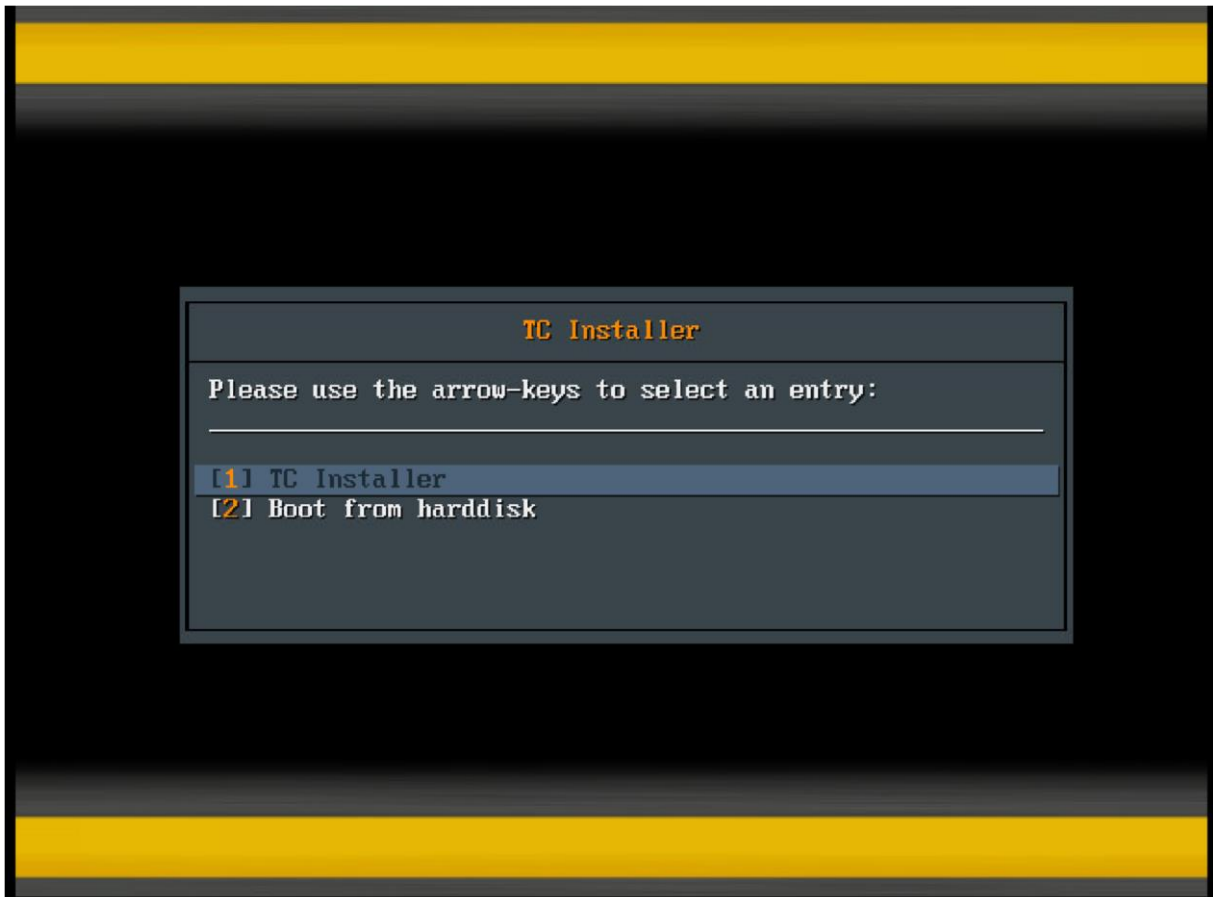 TC Installer
Please use the arrow-keys to select an entry:
[1] TC Installer
[2] Boot from harddisk